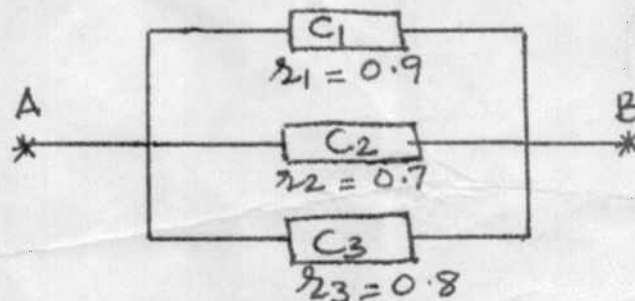 C1
r1 = 0.9
A
B
C2
r2 = 0.7
C3
r3 = 0.8